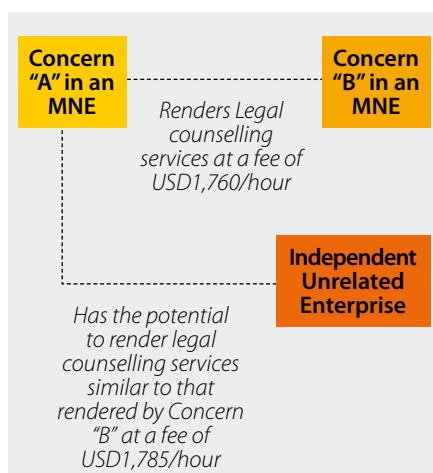 Concern
“A” in an
MNE
Concern
“B” in an
MNE
Renders Legal
counselling
services at a fee of
USD1,760/hour
Independent
Unrelated
Enterprise
Has the potential
to render legal
counselling services
similar to that
rendered by Concern
“B” at a fee of
USD1,785/hour